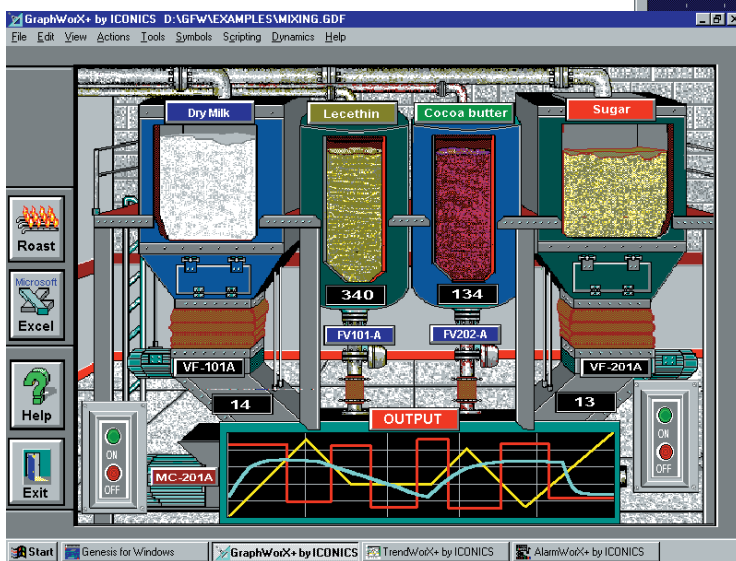 GraphWorX+ by ICONICS D:\GFW\EXAMPLES\MIXING.GDF
File Edit View Actions Tools Symbols Scripting Dynamics Help
Dry Milk
Lecethin
Cocoa butter
Sugar
Roast
Microsoft
Excel
Help
Exit
340
134
FV101-A
FV202-A
VF-101A
VF-201A
14
13
OUTPUT
ON
OFF
MC-201A
ON
OFF
Start
Genesis for Windows
GraphWorX+ by ICONICS
TrendWorX+ by ICONICS
AlarmWorX+ by ICONICS